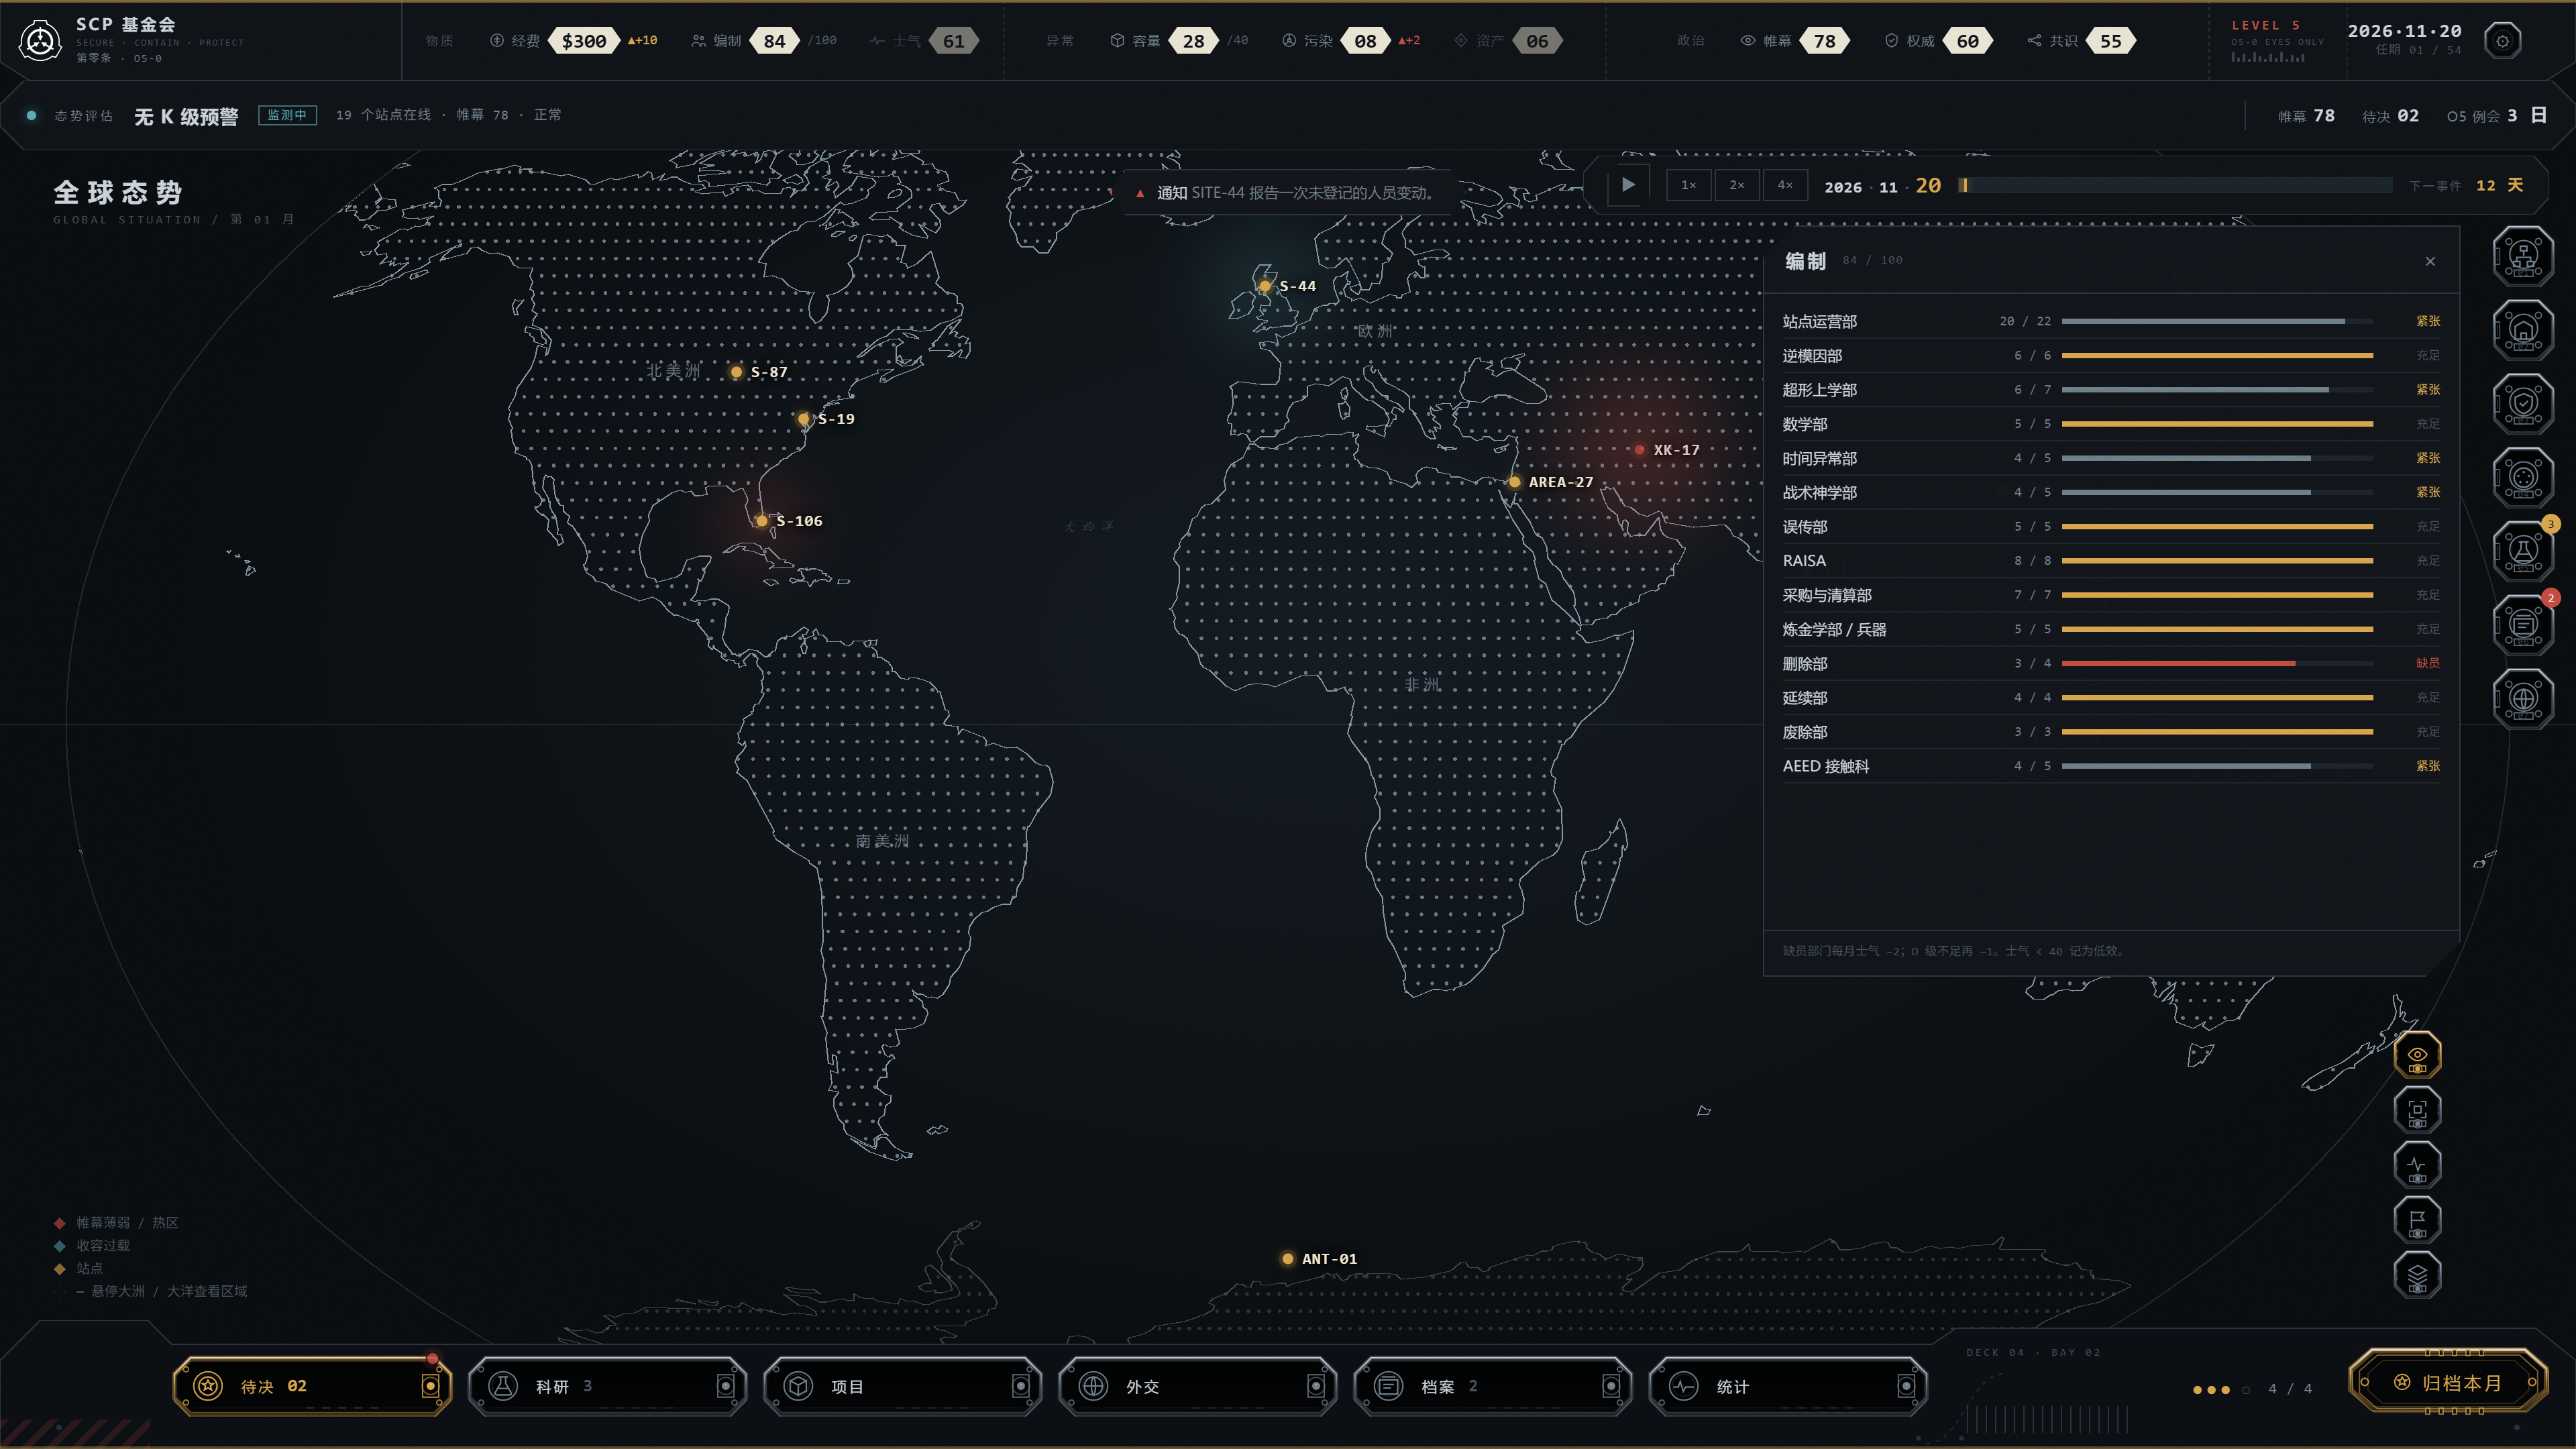 SCP 基金会
SECURE · CONTAIN · PROTECT
第零条 · O5-0
物质
经费 $300 ▲+10
编制 84 /100
士气 61
异常
容量 28 /40
污染 08 ▲+2
资产 06
政治
帷幕 78
权威 60
共识 55
LEVEL 5
O5-0 EYES ONLY
2026·11·20
任期 01 / 54
态势评估 无 K 级预警 监测中 19 个站点在线 · 帷幕 78 · 正常
帷幕 78 待决 02 O5 例会 3 日
全球态势
GLOBAL SITUATION / 第 01 月
▲ 通知 SITE-44 报告一次未登记的人员变动。
1× 2× 4× 2026 · 11 · 20 下一事件 12 天
北美洲
S-87
S-19
S-106
S-44
欧洲
XK-17
AREA-27
大西洋
非洲
南美洲
ANT-01
编制 84 / 100 ×
站点运营部 20 / 22 紧张
逆模因部 6 / 6 充足
超形上学部 6 / 7 紧张
数学部 5 / 5 充足
时间异常部 4 / 5 紧张
战术神学部 4 / 5 紧张
误传部 5 / 5 充足
RAISA 8 / 8 充足
采购与清算部 7 / 7 充足
炼金学部 / 兵器 5 / 5 充足
删除部 3 / 4 缺员
延续部 4 / 4 充足
废除部 3 / 3 充足
AEED 接触科 4 / 5 紧张
缺员部门每月士气 −2；D 级不足再 −1。士气 < 40 记为低效。
3
2
帷幕薄弱 / 热区
收容过载
站点
— 悬停大洲 / 大洋查看区域
待决 02
科研 3
项目
外交
档案 2
统计
DECK 04 · BAY 02
4 / 4
归档本月